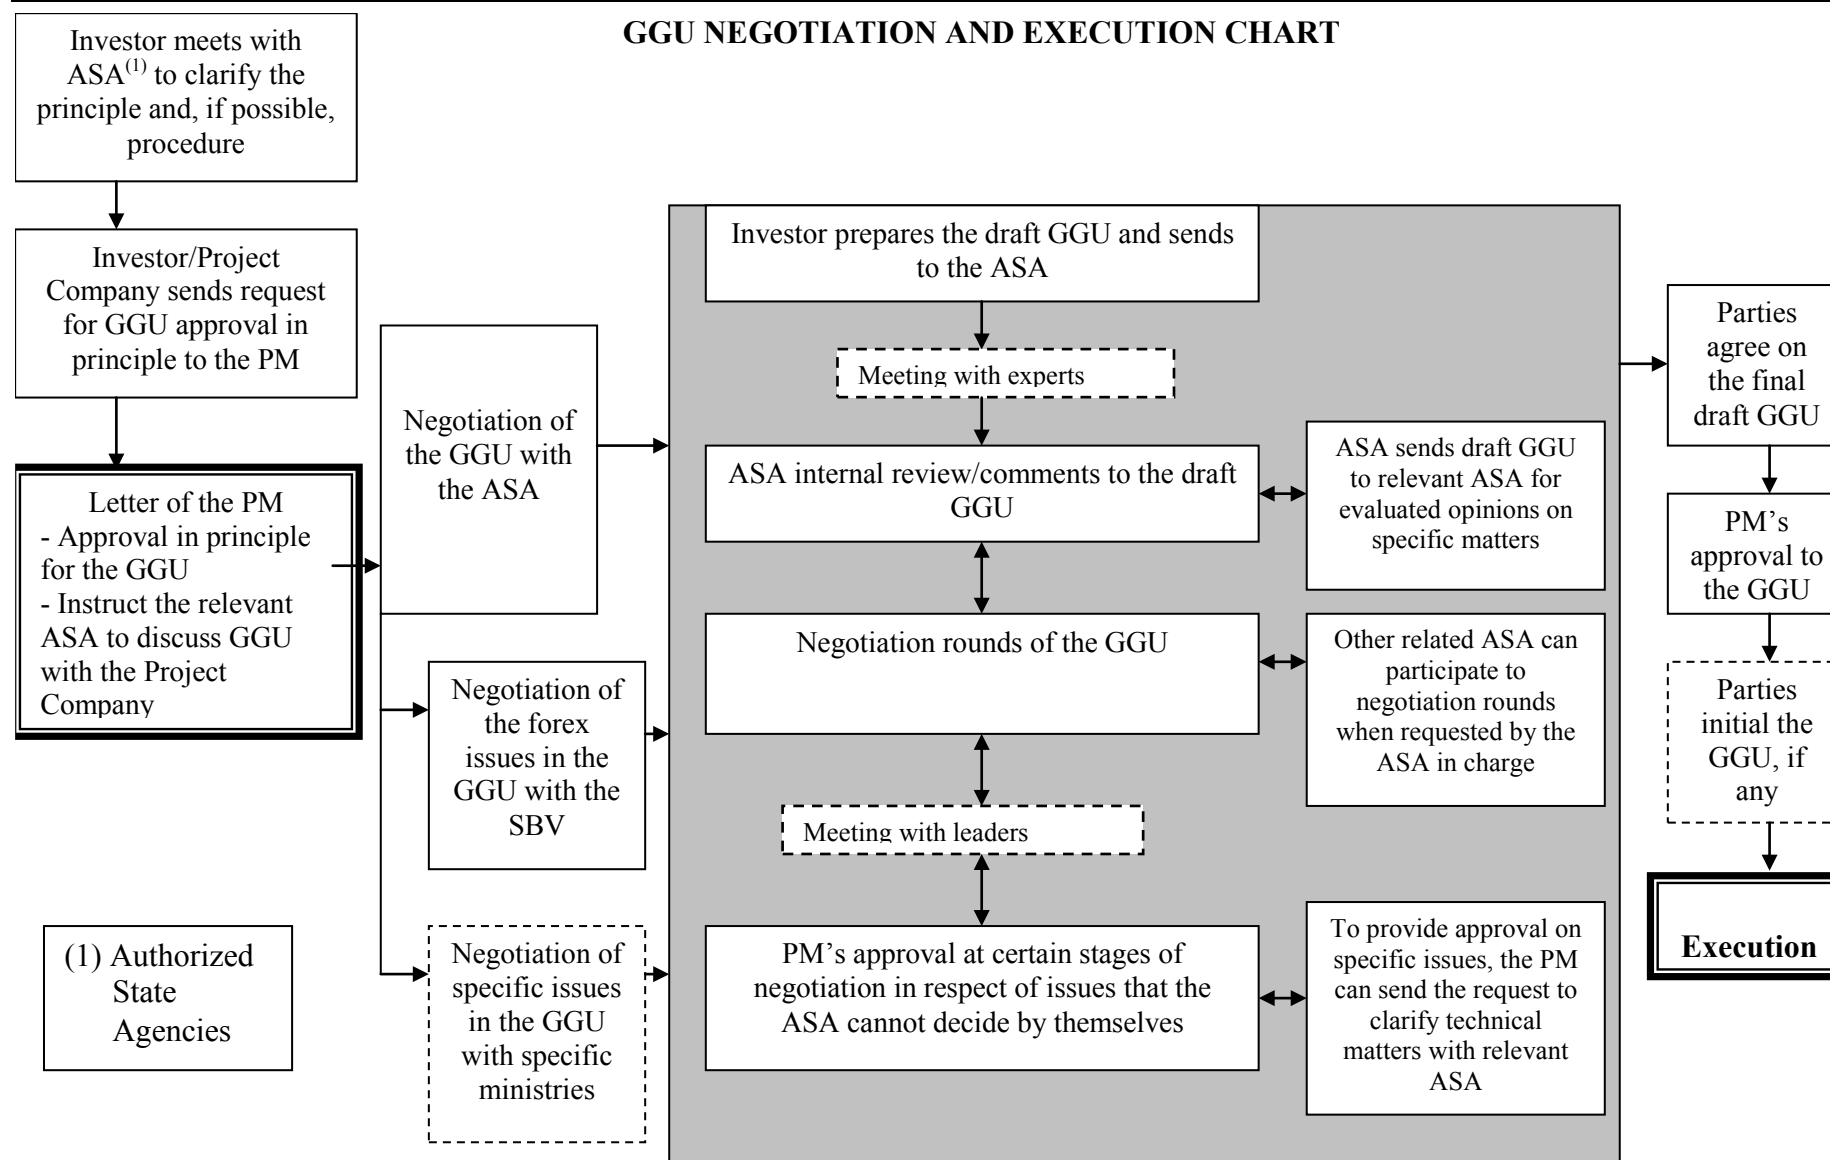 GGU NEGOTIATION AND EXECUTION CHART
Investor meets with
ASA(1) to clarify the
principle and, if possible,
procedure
Investor/Project
Company sends request
for GGU approval in
principle to the PM
Letter of the PM
- Approval in principle
for the GGU
- Instruct the relevant
ASA to discuss GGU
with the Project
Company
(1) Authorized
State
Agencies
Negotiation of
the GGU with
the ASA
Negotiation of
the forex
issues in the
GGU with the
SBV
Negotiation of
specific issues
in the GGU
with specific
ministries
Investor prepares the draft GGU and sends
to the ASA
Meeting with experts
ASA internal review/comments to the draft
GGU
ASA sends draft GGU
to relevant ASA for
evaluated opinions on
specific matters
Negotiation rounds of the GGU
Other related ASA can
participate to
negotiation rounds
when requested by the
ASA in charge
Meeting with leaders
PM’s approval at certain stages of
negotiation in respect of issues that the
ASA cannot decide by themselves
To provide approval on
specific issues, the PM
can send the request to
clarify technical
matters with relevant
ASA
Parties
agree on
the final
draft GGU
PM’s
approval to
the GGU
Parties
initial the
GGU, if
any
Execution